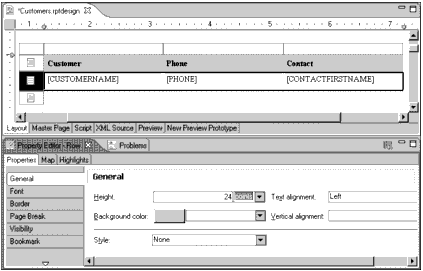 *Customers.rptdesign
1 2 3 4 5 6 7
Customer Phone Contact
[CUSTOMERNAME] [PHONE] [CONTACTFIRSTNAME]
Layout Master Page Script XML Source Preview New Preview Prototype
Property Editor - Row Problems
Properties Map Highlights
General
Font
Border
Page Break
Visibility
Bookmark
General
Height: 24 Text alignment: Left
Background color: Vertical alignment:
Style: None